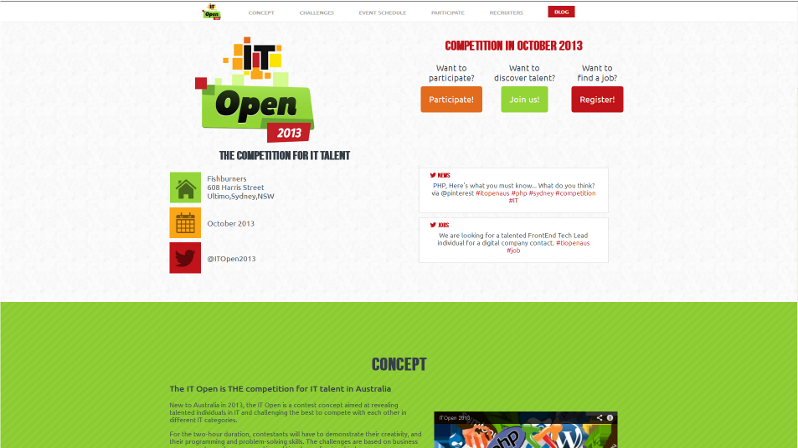 IT Open
CONCEPT
CHALLENGES
EVENT SCHEDULE
PARTICIPATE
RECRUITERS
BLOG
IT
Open
2013
THE COMPETITION FOR IT TALENT
Fishburners
608 Harris Street
Ultimo,Sydney,NSW
October 2013
@ITOpen2013
COMPETITION IN OCTOBER 2013
Want to
participate?
Participate!
Want to
discover talent?
Join us!
Want to
find a job?
Register!
NEWS
PHP, Here's what you must know... What do you think?
via @pinterest #itopenaus #php #sydney #competition
#IT
JOBS
We are looking for a talented FrontEnd Tech Lead
individual for a digital company contact. #tiopenaus
#job
CONCEPT
The IT Open is THE competition for IT talent in Australia
New to Australia in 2013, the IT Open is a contest concept aimed at revealing
talented individuals in IT and challenging the best to compete with each other in
different IT categories.
For the two-hour duration, contestants will have to demonstrate their creativity, and
their programming and problem-solving skills. The challenges are based on business
IT Open 2013
php